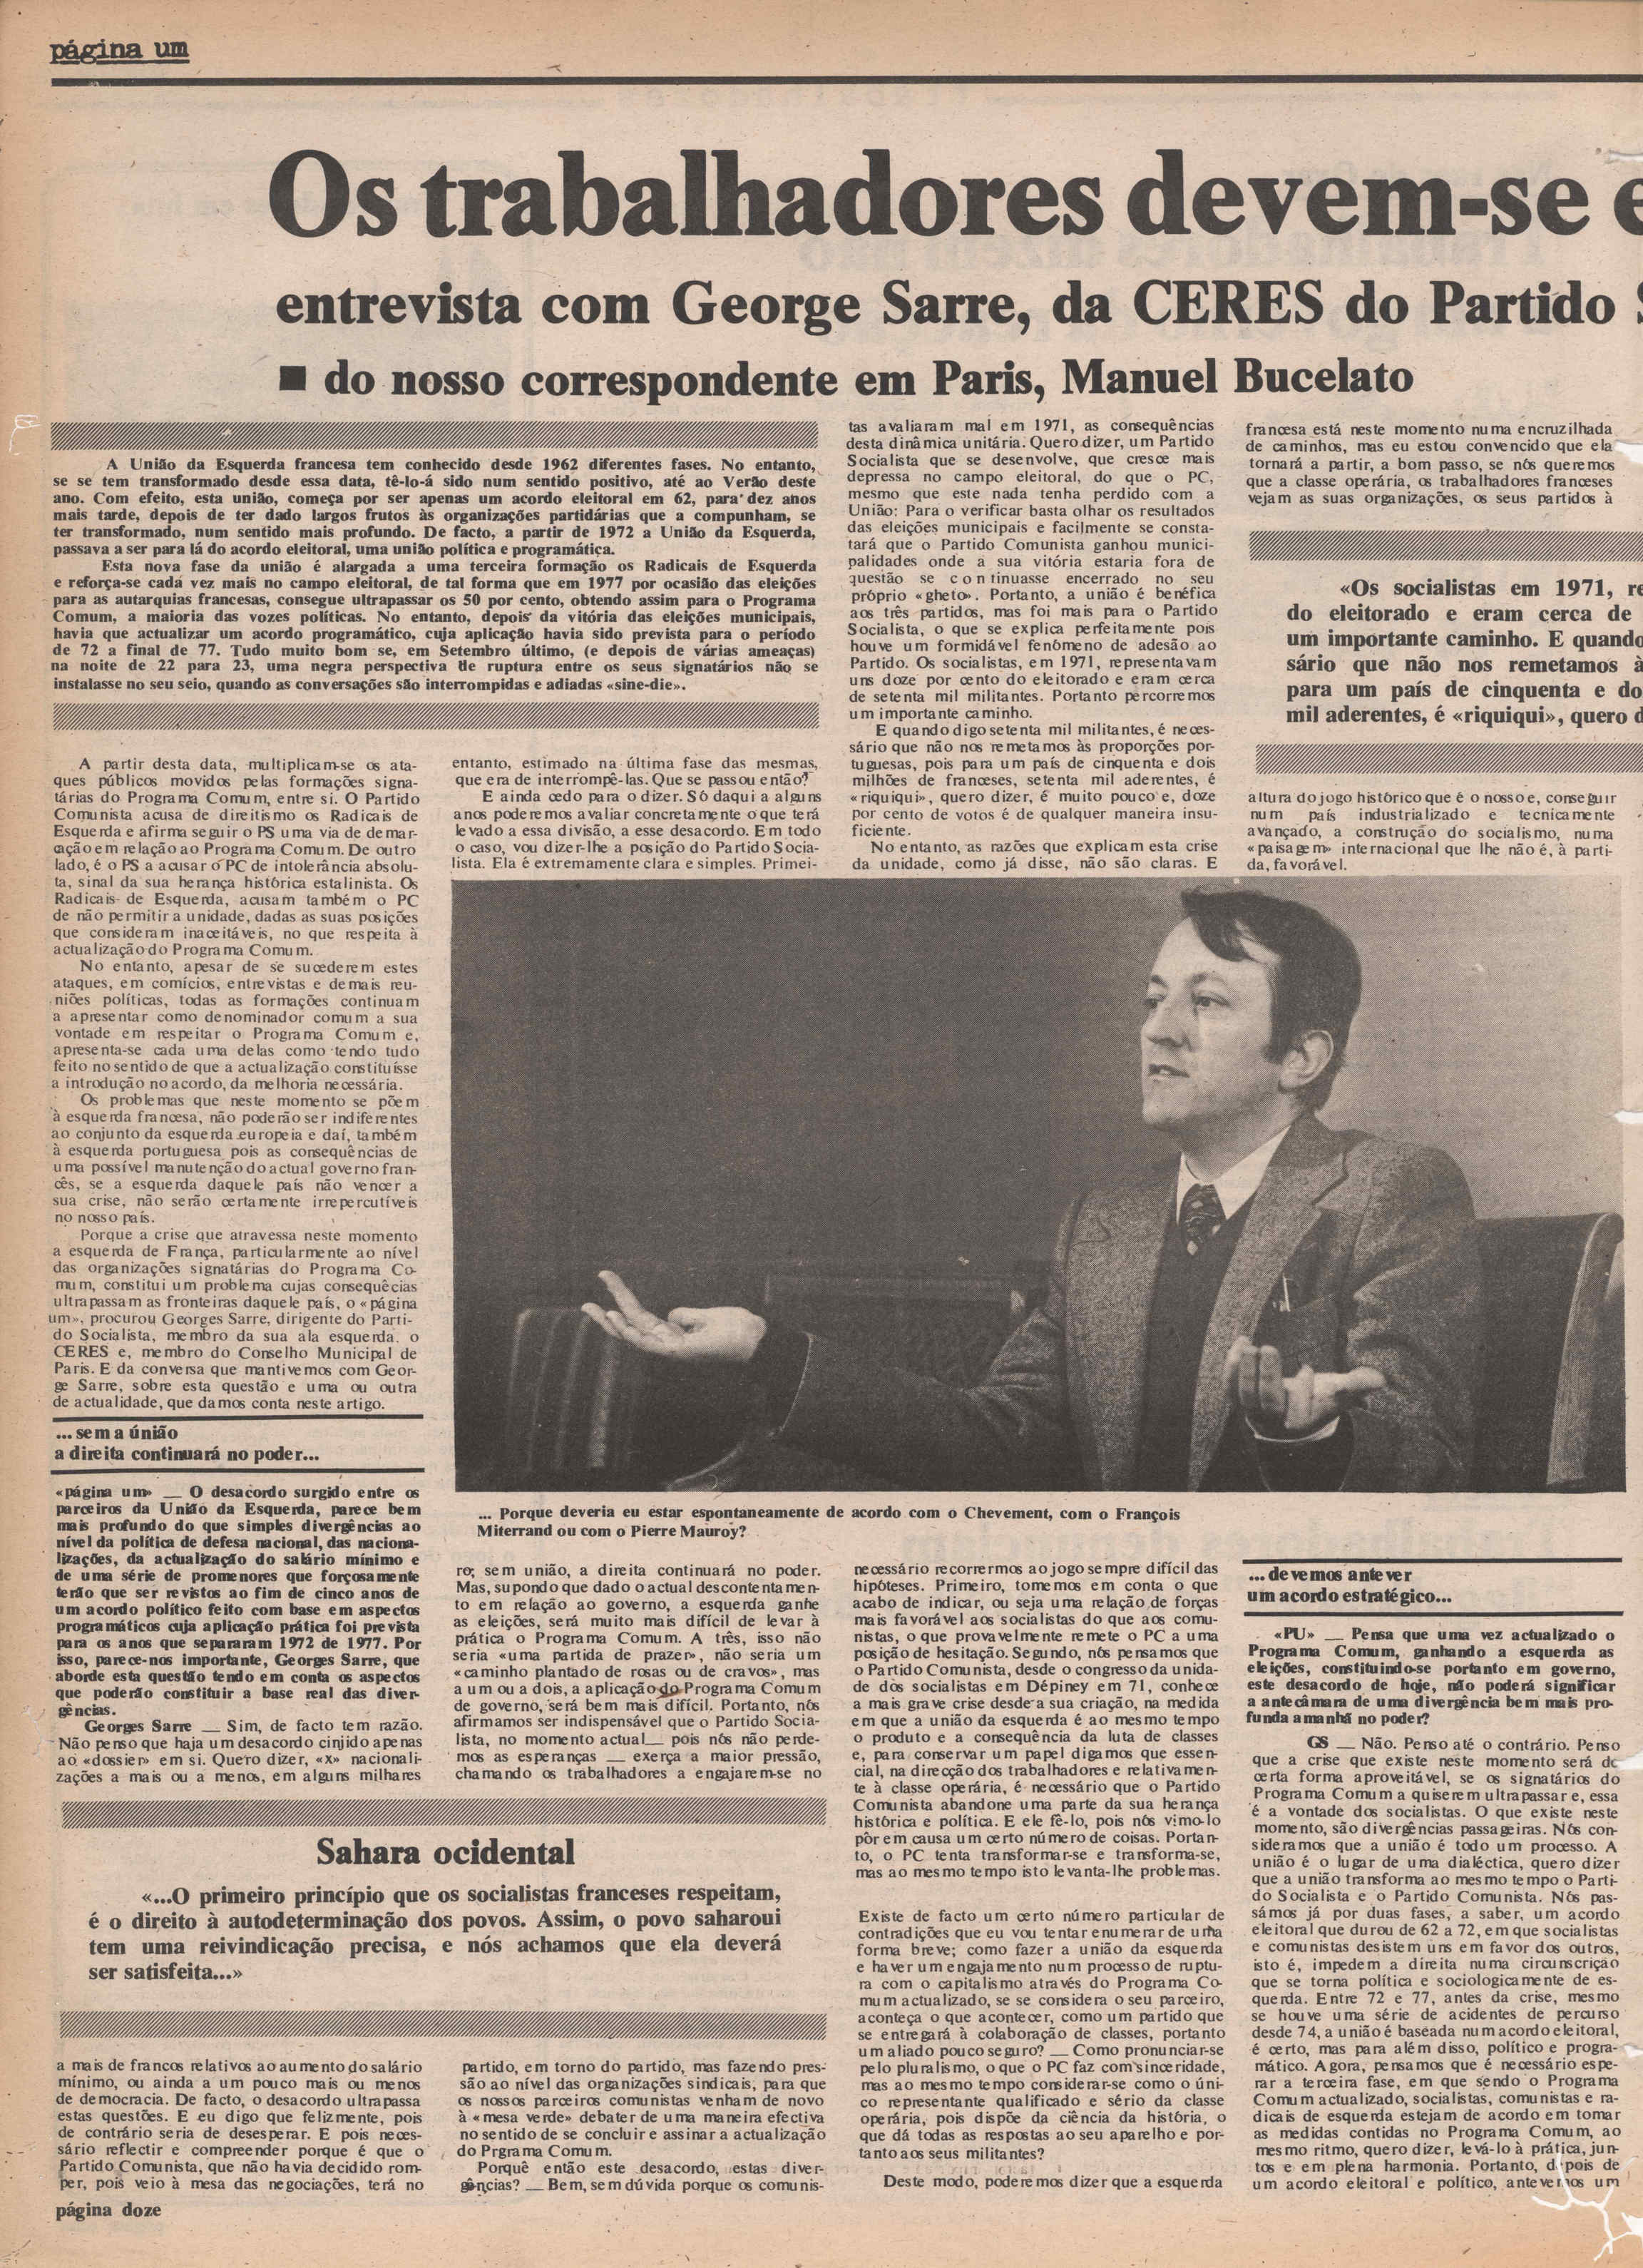 página um
Os trabalhadores devem-se e
entrevista com George Sarre, da CERES do Partido S
■ do nosso correspondente em Paris, Manuel Bucelato
A União da Esquerda francesa tem conhecido desde 1962 diferentes fases. No entanto,
se se tem transformado desde essa data, tê-lo-á sido num sentido positivo, até ao Verão deste
ano. Com efeito, esta união, começa por ser apenas um acordo eleitoral em 62, para dez anos
mais tarde, depois de ter dado largos frutos às organizações partidárias que a compunham, se
ter transformado, num sentido mais profundo. De facto, a partir de 1972 a União da Esquerda,
passava a ser para lá do acordo eleitoral, uma união política e programática.
Esta nova fase da união é alargada a uma terceira formação os Radicais de Esquerda
e reforça-se cada vez mais no campo eleitoral, de tal forma que em 1977 por ocasião das eleições
para as autarquias francesas, consegue ultrapassar os 50 por cento, obtendo assim para o Programa
Comum, a maioria das vozes políticas. No entanto, depois da vitória das eleições municipais,
havia que actualizar um acordo programático, cuja aplicação havia sido prevista para o período
de 72 a final de 77. Tudo muito bom se, em Setembro último, (e depois de várias ameaças)
na noite de 22 para 23, uma negra perspectiva de ruptura entre os seus signatários não se
instalasse no seu seio, quando as conversações são interrompidas e adiadas «sine-die».
A partir desta data, multiplicam-se os ata-
ques públicos movidos pelas formações signa-
tárias do Programa Comum, entre si. O Partido
Comunista acusa de direitismo os Radicais de
Esquerda e afirma seguir o PS uma via de demar-
cação em relação ao Programa Comum. De outro
lado, é o PS a acusar o PC de intolerância absolu-
ta, sinal da sua herança histórica estalinista. Os
Radicais de Esquerda, acusam também o PC
de não permitir a unidade, dadas as suas posições
que consideram inaceitáveis, no que respeita à
actualização do Programa Comum.
No entanto, apesar de se sucederem estes
ataques, em comícios, entrevistas e demais reu-
niões políticas, todas as formações continuam
a apresentar como denominador comum a sua
vontade em respeitar o Programa Comum e,
apresenta-se cada uma delas como tendo tudo
feito no sentido de que a actualização constituísse
a introdução no acordo, da melhoria necessária.
Os problemas que neste momento se põem
à esquerda francesa, não poderão ser indiferentes
ao conjunto da esquerda europeia e daí, também
à esquerda portuguesa pois as consequências de
uma possível manutenção do actual governo fran-
cês, se a esquerda daquele país não vencer a
sua crise, não serão certamente irrepercutíveis
no nosso país.
Porque a crise que atravessa neste momento
a esquerda de França, particularmente ao nível
das organizações signatárias do Programa Co-
mum, constitui um problema cujas consequêcias
ultrapassam as fronteiras daquele país, o «página
um», procurou Georges Sarre, dirigente do Parti-
do Socialista, membro da sua ala esquerda, o
CERES e, membro do Conselho Municipal de
Paris. E da conversa que mantivemos com Geor-
ge Sarre, sobre esta questão e uma ou outra
de actualidade, que damos conta neste artigo.
... sem a únião
a direita continuará no poder...
«página um» — O desacordo surgido entre os
parceiros da União da Esquerda, parece bem
mais profundo do que simples divergências ao
nível da política de defesa nacional, das naciona-
lizações, da actualização do salário mínimo e
de uma série de promenores que forçosamente
terão que ser revistos ao fim de cinco anos de
um acordo político feito com base em aspectos
programáticos cuja aplicação prática foi prevista
para os anos que separaram 1972 de 1977. Por
isso, parece-nos importante, Georges Sarre, que
aborde esta questão tendo em conta os aspectos
que poderão constituir a base real das diver-
gências.
Georges Sarre — Sim, de facto tem razão.
Não penso que haja um desacordo cinjido apenas
ao «dossier» em si. Quero dizer, «x» nacionali-
zações a mais ou a menos, em alguns milhares
Sahara ocidental
«...O primeiro princípio que os socialistas franceses respeitam,
é o direito à autodeterminação dos povos. Assim, o povo saharoui
tem uma reivindicação precisa, e nós achamos que ela deverá
ser satisfeita...»
a mais de francos relativos ao aumento do salário
mínimo, ou ainda a um pouco mais ou menos
de democracia. De facto, o desacordo ultrapassa
estas questões. E eu digo que felizmente, pois
de contrário seria de desesperar. E pois neces-
sário reflectir e compreender porque é que o
Partido Comunista, que não havia decidido rom-
per, pois veio à mesa das negociações, terá no
entanto, estimado na última fase das mesmas,
que era de interrompê-las. Que se passou então?
E ainda cedo para o dizer. Só daqui a alguns
anos poderemos avaliar concretamente o que terá
levado a essa divisão, a esse desacordo. Em todo
o caso, vou dizer-lhe a posição do Partido Socia-
lista. Ela é extremamente clara e simples. Primei-
... Porque deveria eu estar espontaneamente de acordo com o Chevement, com o François
Miterrand ou com o Pierre Mauroy?
ro; sem união, a direita continuará no poder.
Mas, supondo que dado o actual descontentamen-
to em relação ao governo, a esquerda ganhe
as eleições, será muito mais difícil de levar à
prática o Programa Comum. A três, isso não
seria «uma partida de prazer», não seria um
«caminho plantado de rosas ou de cravos», mas
a um ou a dois, a aplicação do Programa Comum
de governo, será bem mais difícil. Portanto, nós
afirmamos ser indispensável que o Partido Socia-
lista, no momento actual— pois nós não perde-
mos as esperanças — exerça a maior pressão,
chamando os trabalhadores a engajarem-se no
partido, em torno do partido, mas fazendo pres-
são ao nível das organizações sindicais, para que
os nossos parceiros comunistas venham de novo
à «mesa verde» debater de uma maneira efectiva
no sentido de se concluir e assinar a actualização
do Prgrama Comum.
Porquê então este desacordo, estas diver-
gências? — Bem, sem dúvida porque os comunis-
tas avaliaram mal em 1971, as consequências
desta dinâmica unitária. Quero dizer, um Partido
Socialista que se desenvolve, que cresce mais
depressa no campo eleitoral, do que o PC,
mesmo que este nada tenha perdido com a
União: Para o verificar basta olhar os resultados
das eleições municipais e facilmente se consta-
tará que o Partido Comunista ganhou munici-
palidades onde a sua vitória estaria fora de
questão se continuasse encerrado no seu
próprio «gheto». Portanto, a união é benéfica
aos três partidos, mas foi mais para o Partido
Socialista, o que se explica perfeitamente pois
houve um formidável fenómeno de adesão ao
Partido. Os socialistas, em 1971, representavam
uns doze por cento do eleitorado e eram cerca
de setenta mil militantes. Portanto percorremos
um importante caminho.
E quando digo setenta mil militantes, é neces-
sário que não nos remetamos às proporções por-
tuguesas, pois para um país de cinquenta e dois
milhões de franceses, setenta mil aderentes, é
«riquiqui», quero dizer, é muito pouco e, doze
por cento de votos é de qualquer maneira insu-
ficiente.
No entanto, as razões que explicam esta crise
da unidade, como já disse, não são claras. E
necessário recorrermos ao jogo sempre difícil das
hipóteses. Primeiro, tomemos em conta o que
acabo de indicar, ou seja uma relação de forças
mais favorável aos socialistas do que aos comu-
nistas, o que provavelmente remete o PC a uma
posição de hesitação. Segundo, nós pensamos que
o Partido Comunista, desde o congresso da unida-
de dos socialistas em Dépiney em 71, conhece
a mais grave crise desde a sua criação, na medida
em que a união da esquerda é ao mesmo tempo
o produto e a consequência da luta de classes
e, para conservar um papel digamos que essen-
cial, na direcção dos trabalhadores e relativamen-
te à classe operária, é necessário que o Partido
Comunista abandone uma parte da sua herança
histórica e política. E ele fê-lo, pois nós vimo-lo
pôr em causa um certo número de coisas. Portan-
to, o PC tenta transformar-se e transforma-se,
mas ao mesmo tempo isto levanta-lhe problemas.
Existe de facto um certo número particular de
contradições que eu vou tentar enumerar de uma
forma breve; como fazer a união da esquerda
e haver um engajamento num processo de ruptu-
ra com o capitalismo através do Programa Co-
mum actualizado, se se considera o seu parceiro,
aconteça o que acontecer, como um partido que
se entregará à colaboração de classes, portanto
um aliado pouco seguro? — Como pronunciar-se
pelo pluralismo, o que o PC faz com sinceridade,
mas ao mesmo tempo considerar-se como o úni-
co representante qualificado e sério da classe
operária, pois dispõe da ciência da história, o
que dá todas as respostas ao seu aparelho e por-
tanto aos seus militantes?
Deste modo, poderemos dizer que a esquerda
francesa está neste momento numa encruzilhada
de caminhos, mas eu estou convencido que ela
tornará a partir, a bom passo, se nós queremos
que a classe operária, os trabalhadores franceses
vejam as suas organizações, os seus partidos à
«Os socialistas em 1971, re
do eleitorado e eram cerca de
um importante caminho. E quando
sário que não nos remetamos à
para um país de cinquenta e do
mil aderentes, é «riquiqui», quero d
altura do jogo histórico que é o nosso e, conseguir
num país industrializado e tecnicamente
avançado, a construção do socialismo, numa
«paisagem» internacional que lhe não é, à parti-
da, favorável.
... devemos antever
um acordo estratégico...
«PU» — Pensa que uma vez actualizado o
Programa Comum, ganhando a esquerda as
eleições, constituindo-se portanto em governo,
este desacordo de hoje, não poderá significar
a antecâmara de uma divergência bem mais pro-
funda amanhã no poder?
GS — Não. Penso até o contrário. Penso
que a crise que existe neste momento será de
certa forma aproveitável, se os signatários do
Programa Comum a quiserem ultrapassar e, essa
é a vontade dos socialistas. O que existe neste
momento, são divergências passageiras. Nós con-
sideramos que a união é todo um processo. A
união é o lugar de uma dialéctica, quero dizer
que a união transforma ao mesmo tempo o Parti-
do Socialista e o Partido Comunista. Nós pas-
sámos já por duas fases, a saber, um acordo
eleitoral que durou de 62 a 72, em que socialistas
e comunistas desistem uns em favor dos outros,
isto é, impedem a direita numa circunscrição
que se torna política e sociologicamente de es-
querda. Entre 72 e 77, antes da crise, mesmo
se houve uma série de acidentes de percurso
desde 74, a união é baseada num acordo eleitoral,
é certo, mas para além disso, político e progra-
mático. Agora, pensamos que é necessário espe-
rar a terceira fase, em que sendo o Programa
Comum actualizado, socialistas, comunistas e ra-
dicais de esquerda estejam de acordo em tomar
as medidas contidas no Programa Comum, ao
mesmo ritmo, quero dizer, levá-lo à prática, jun-
tos e em plena harmonia. Portanto, depois de
um acordo eleitoral e político, antevemos um
página doze